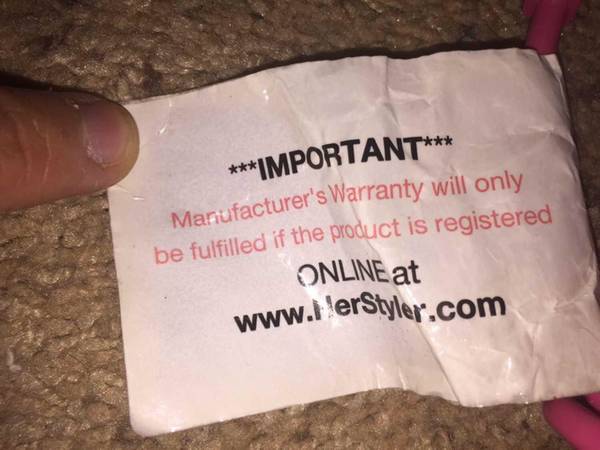 ***IMPORTANT***
Manufacturer's Warranty will only
be fulfilled if the product is registered
ONLINE at
www.HerStyler.com